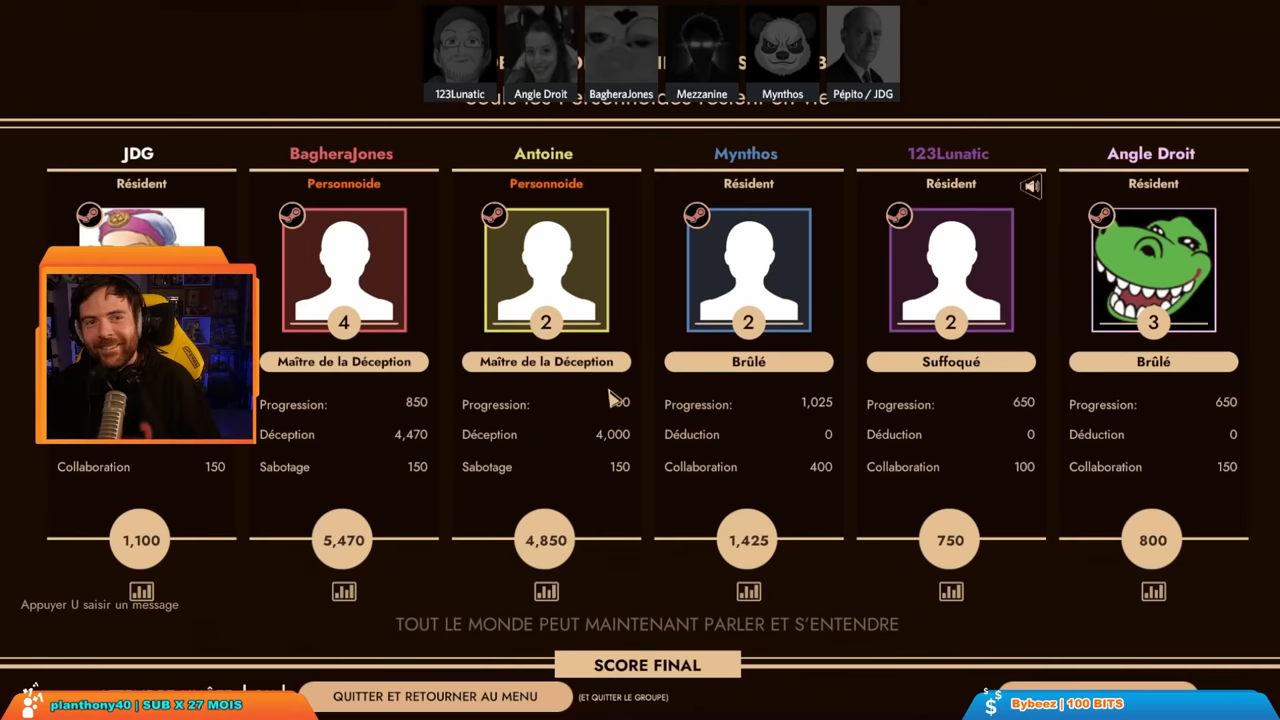 123Lunatic
Angle Droit
BagheraJones
Mezzanine
Mynthos
Pépito / JDG
JDG
BagheraJones
Antoine
Mynthos
123Lunatic
Angle Droit
Résident
Personnoide
Personnoide
Résident
Résident
Résident
4
2
2
2
3
Maître de la Déception
Maître de la Déception
Brûlé
Suffoqué
Brûlé
Progression: 850
Progression:
Progression: 1,025
Progression: 650
Progression: 650
Déception 4,470
Déception 4,000
Déduction 0
Déduction 0
Déduction 0
Collaboration 150
Sabotage 150
Sabotage 150
Collaboration 400
Collaboration 100
Collaboration 150
1,100
5,470
4,850
1,425
750
800
Appuyer U saisir un message
TOUT LE MONDE PEUT MAINTENANT PARLER ET S'ENTENDRE
SCORE FINAL
QUITTER ET RETOURNER AU MENU
(ET QUITTER LE GROUPE)
planthony40 | SUB X 27 MOIS
Bybeez | 100 BITS